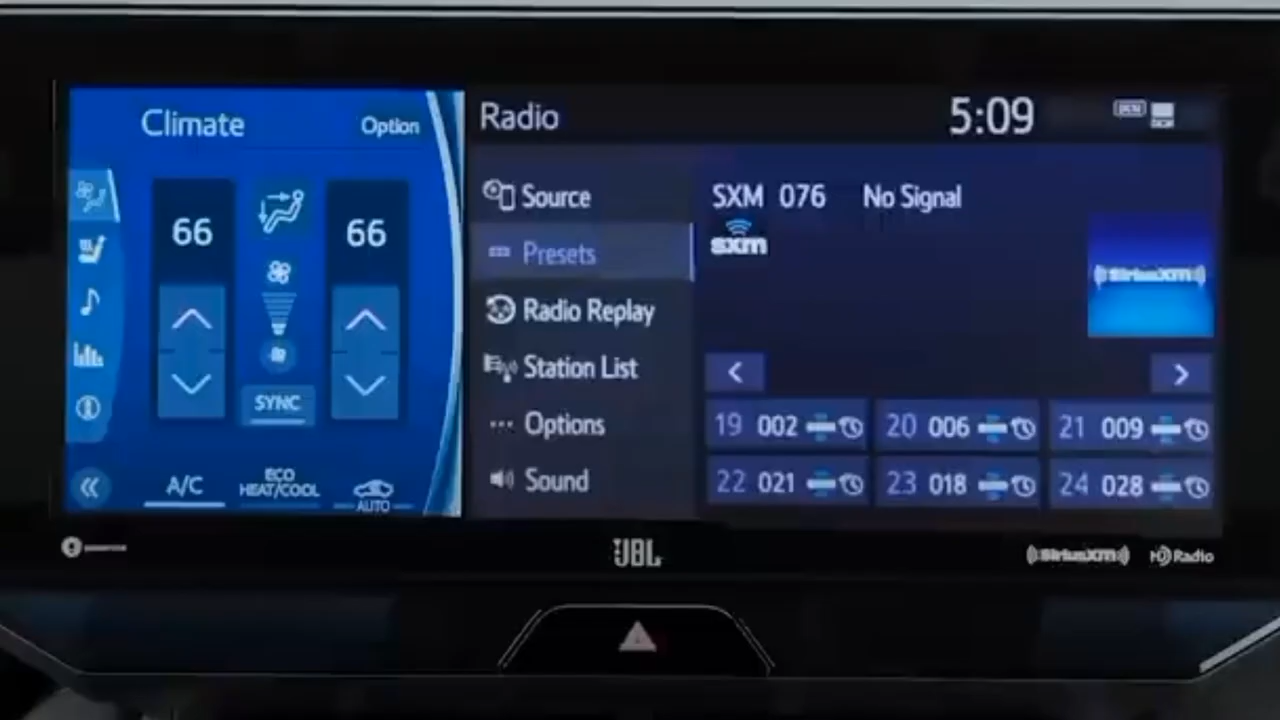 Climate
Option
66
66
SYNC
A/C
ECO
HEAT/COOL
AUTO
Radio
5:09
Source
Presets
Radio Replay
Station List
Options
Sound
SXM 076 No Signal
sxm
SiriusXM
19 002
20 006
21 009
22 021
23 018
24 028
JBL
SiriusXM
HD Radio